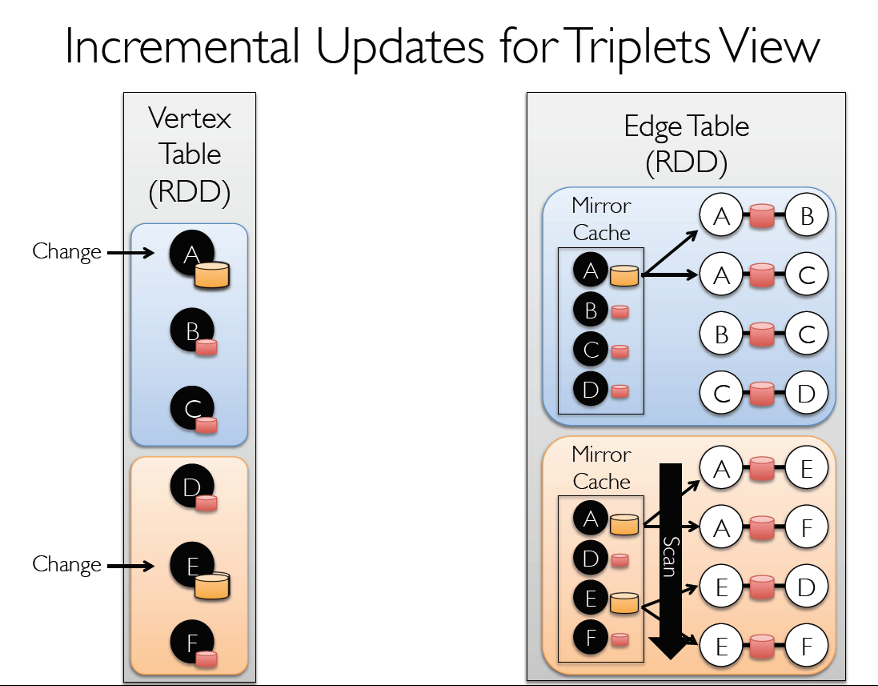 Incremental Updates for Triplets View
Vertex
Table
(RDD)
Change
A
B
C
D
Change
E
F
Edge Table
(RDD)
Mirror
Cache
A
B
C
D
A B
A C
B C
C D
Mirror
Cache
A
D
E
F
Scan
A E
A F
E D
E F